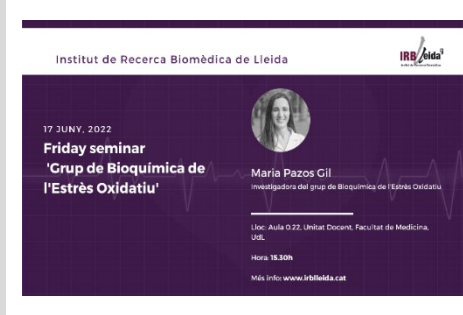 Institut de Recerca Biomèdica de Lleida
IRBLleida
17 JUNY, 2022
Friday seminar
'Grup de Bioquímica de
l'Estrès Oxidatiu'
Maria Pazos Gil
Investigadora del grup de Bioquímica de l'Estrès Oxidatiu
Lloc: Aula 0.22, Unitat Docent, Facultat de Medicina,
UdL
Hora: 15.30h
Més info: www.irblleida.cat